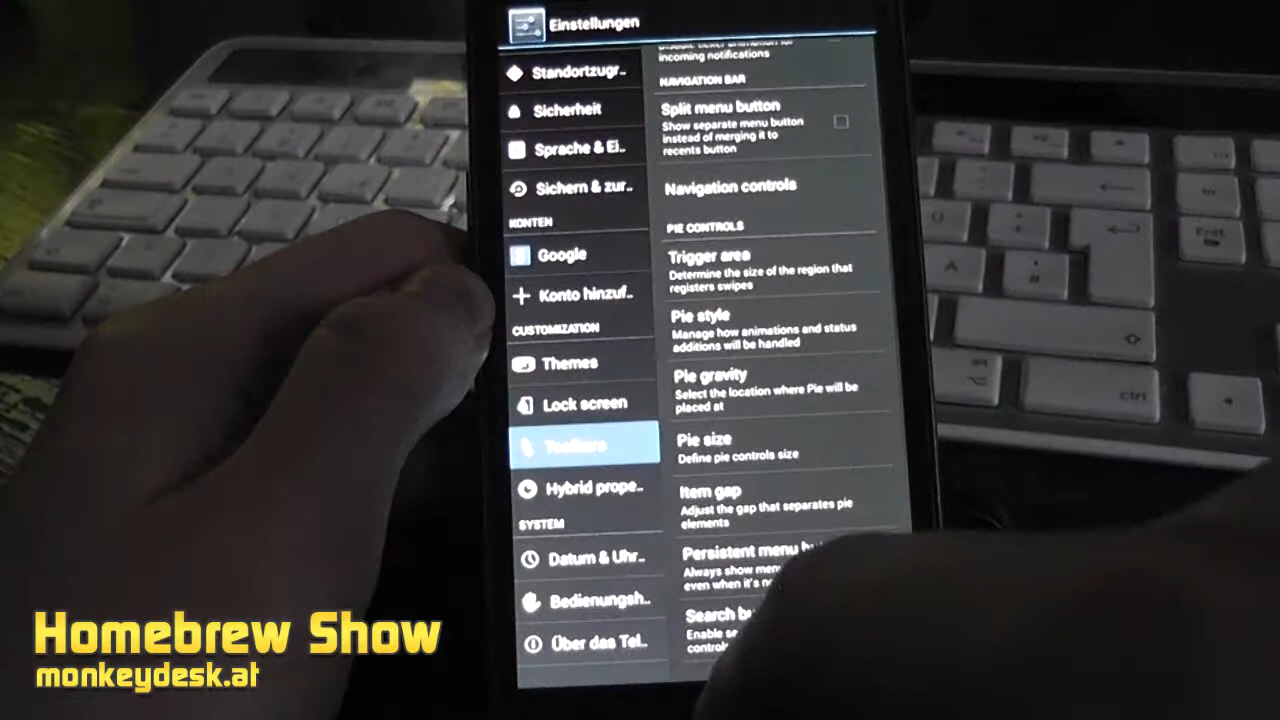 Einstellungen
Standortzugr..
Sicherheit
Sprache & Ei..
Sichern & zur..
KONTEN
Google
Konto hinzuf..
CUSTOMIZATION
Themes
Lock screen
Toolbars
Hybrid prope..
SYSTEM
Datum & Uhr..
Bedienungsh..
Über das Tel..
incoming notifications
NAVIGATION BAR
Split menu button
Show separate menu button
instead of merging it to
recents button
Navigation controls
PIE CONTROLS
Trigger area
Determine the size of the region that
registers swipes
Pie style
Manage how animations and status
additions will be handled
Pie gravity
Select the location where Pie will be
placed at
Pie size
Define pie controls size
Item gap
Adjust the gap that separates pie
elements
Persistent menu
Always show
even when it's
Search
Enable
ctrl
Homebrew Show
monkeydesk.at